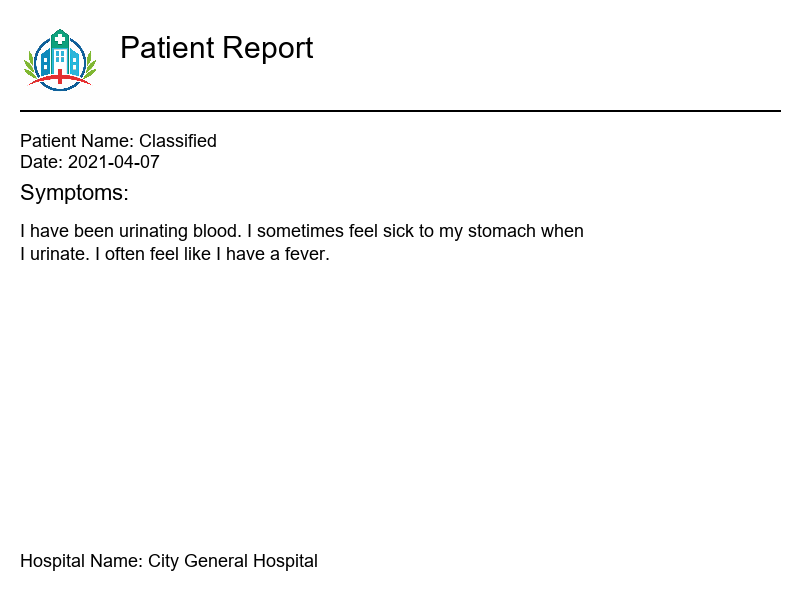 Patient Report
Patient Name: Classified
Date: 2021-04-07
Symptoms:
I have been urinating blood. I sometimes feel sick to my stomach when
I urinate. I often feel like I have a fever.
Hospital Name: City General Hospital